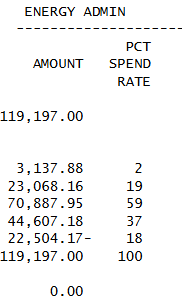 ENERGY ADMIN
--------------------
PCT
AMOUNT SPEND
RATE
119,197.00
3,137.88 2
23,068.16 19
70,887.95 59
44,607.18 37
22,504.17- 18
119,197.00 100
0.00